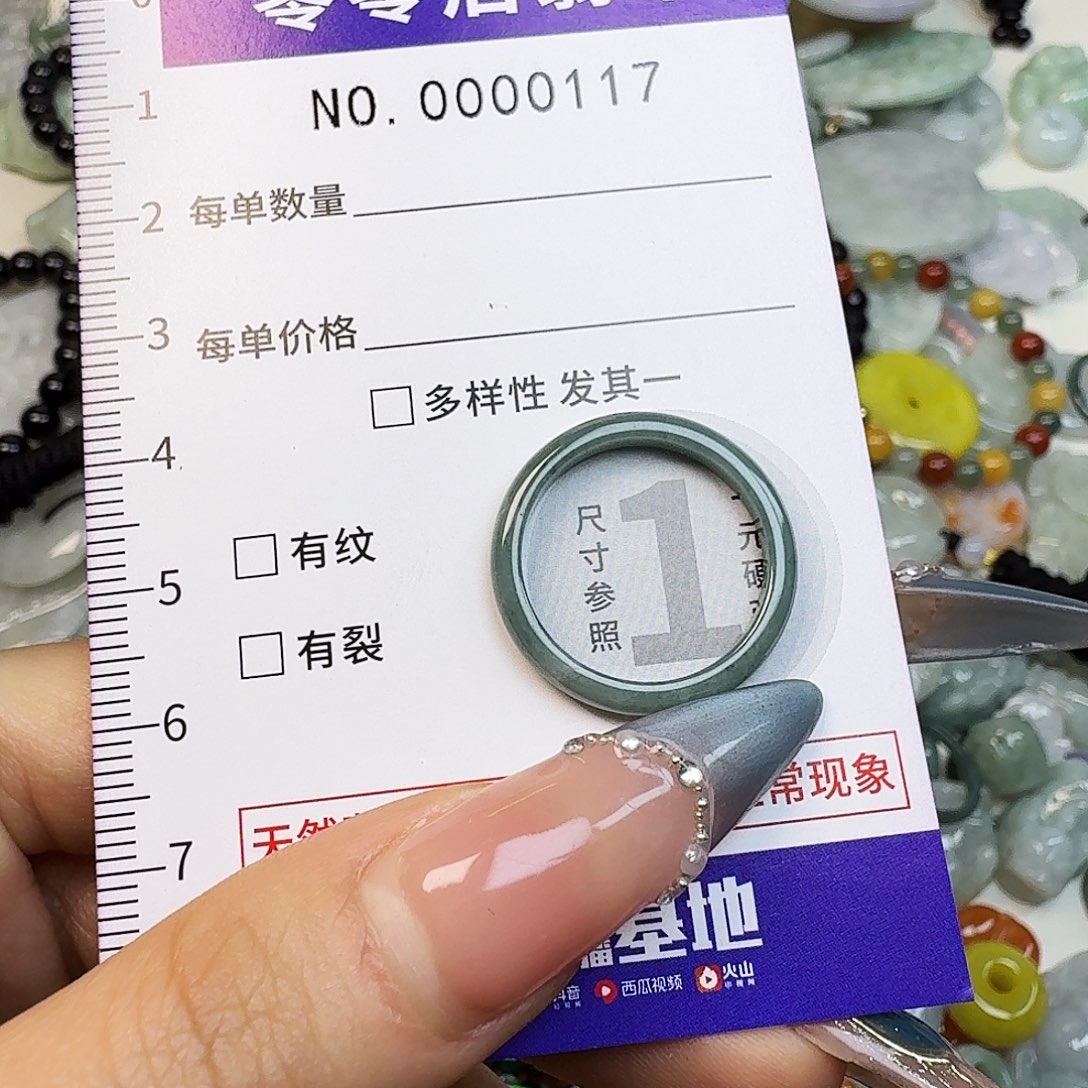 NO.0000117
每单数量
每单价格
多样性 发其一
有纹
有裂
尺寸参照
1
元硬
天然
常现象
基地
西瓜视频
火山
0
1
2
3
4
5
6
7